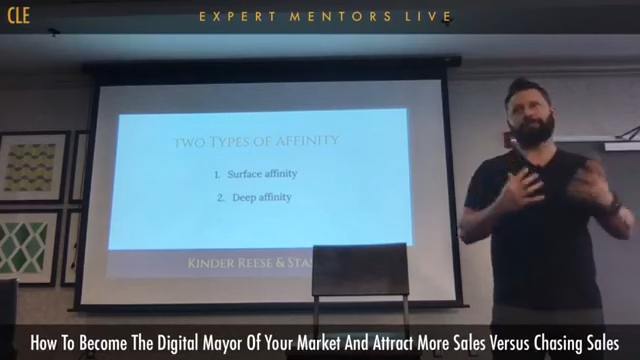 CLE
EXPERT MENTORS LIVE
TWO TYPES OF AFFINITY
1. Surface affinity
2. Deep affinity
KINDER REESE &
How To Become The Digital Mayor Of Your Market And Attract More Sales Versus Chasing Sales